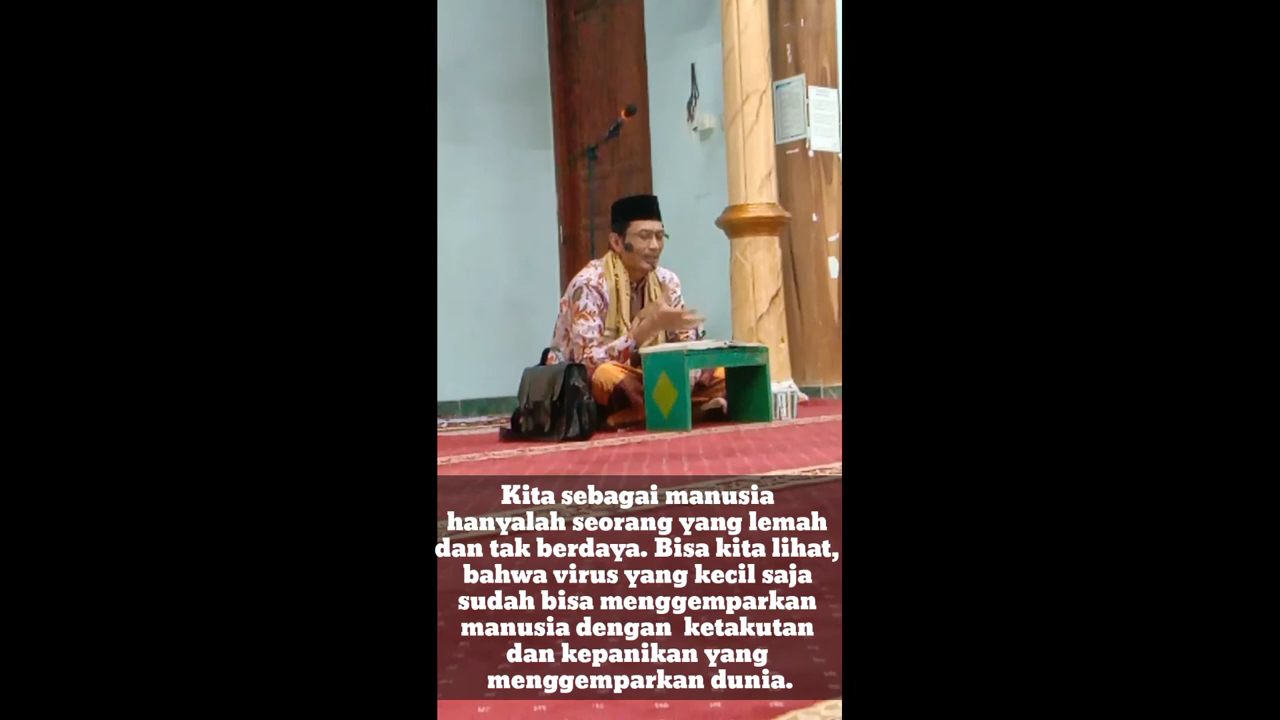 Kita sebagai manusia
hanyalah seorang yang lemah
dan tak berdaya. Bisa kita lihat,
bahwa virus yang kecil saja
sudah bisa menggemparkan
manusia dengan ketakutan
dan kepanikan yang
menggemparkan dunia.